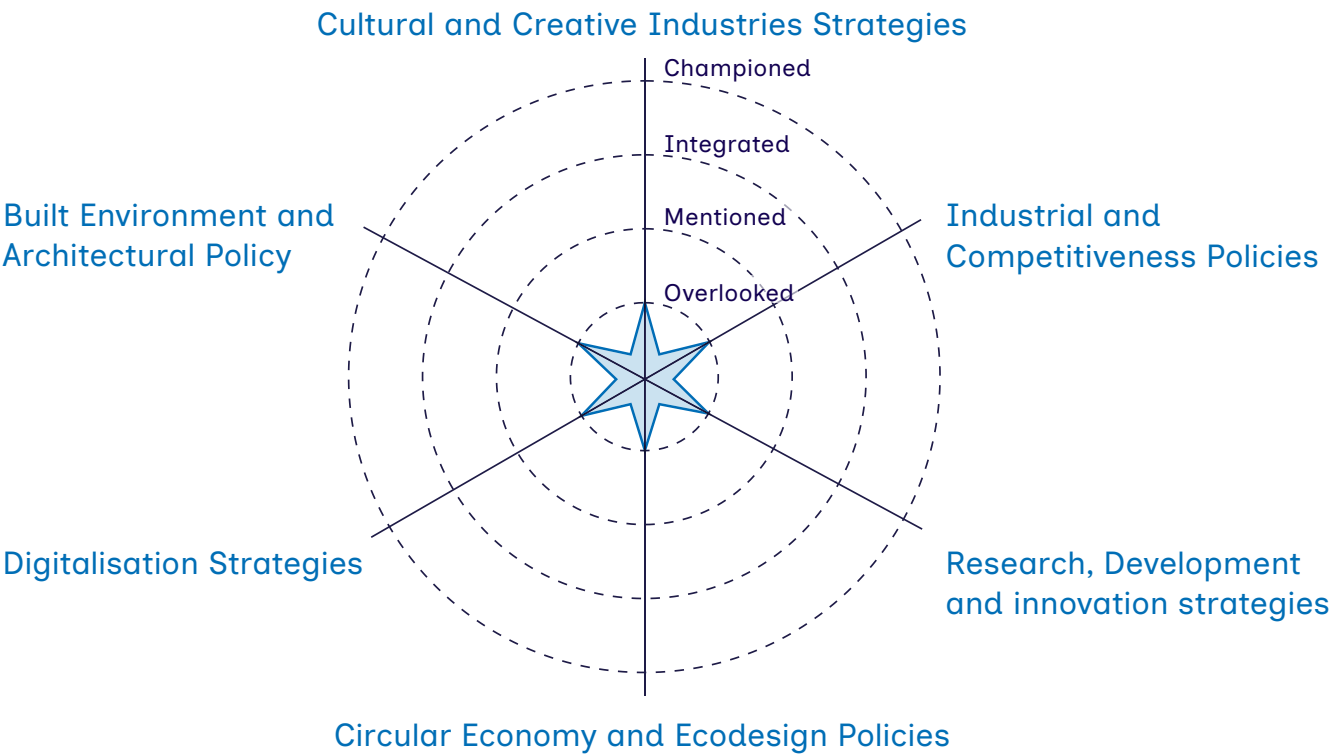 Cultural and Creative Industries Strategies
Championed
Integrated
Mentioned
Overlooked
Built Environment and
Architectural Policy
Industrial and
Competitiveness Policies
Digitalisation Strategies
Research, Development
and innovation strategies
Circular Economy and Ecodesign Policies